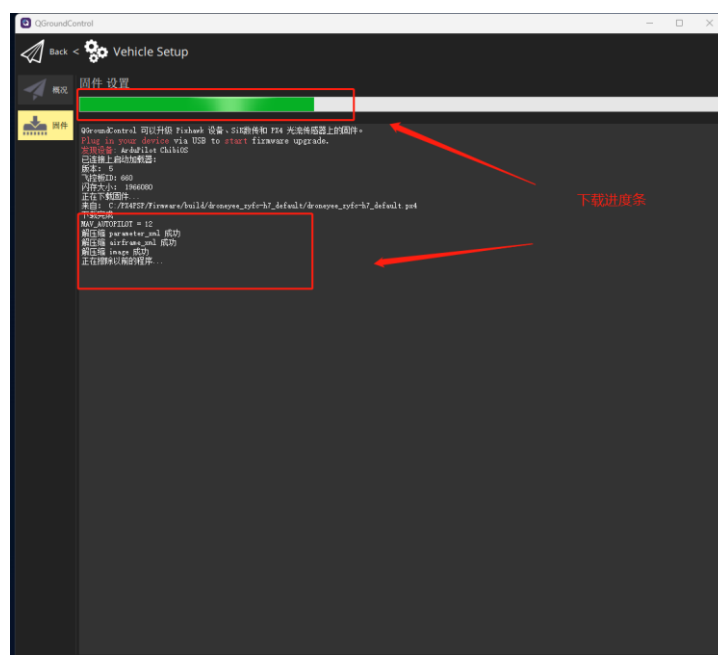 QGroundControl
Back < Vehicle Setup
概况
固件 设置
固件
QGroundControl 可以升级 Pixhawk 设备、SiK数传和 PX4 光流传感器上的固件。
Plug in your device via USB to start firmware upgrade.
发现设备: ArduPilot ChibiOS
已连接上启动加载器:
版本: 5
飞控板ID: 660
闪存大小: 1966080
正在下载固件...
来自: C:/PX4PSP/Firmware/build/droneyee_zyfc-h7_default/droneyee_zyfc-h7_default.px4
下载完成
MAV_AUTOPILOT = 12
解压缩 parameter_xml 成功
解压缩 airframe_xml 成功
解压缩 image 成功
正在擦除以前的程序...
下载进度条